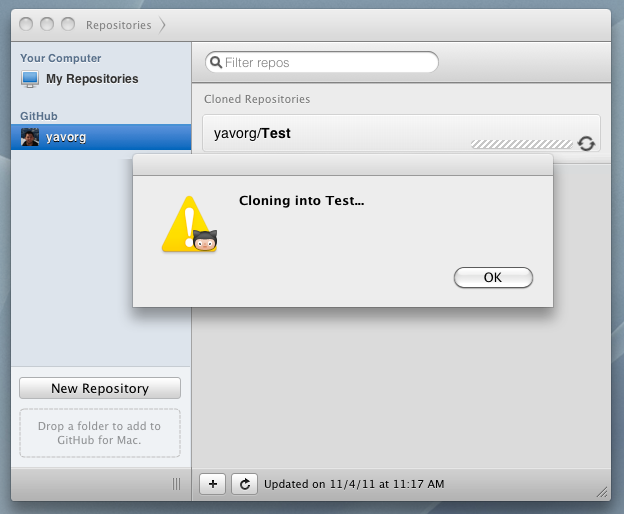 Repositories
Your Computer
My Repositories
GitHub
yavorg
Filter repos
Cloned Repositories
yavorg/Test
Cloning into Test...
OK
New Repository
Drop a folder to add to
GitHub for Mac.
Updated on 11/4/11 at 11:17 AM